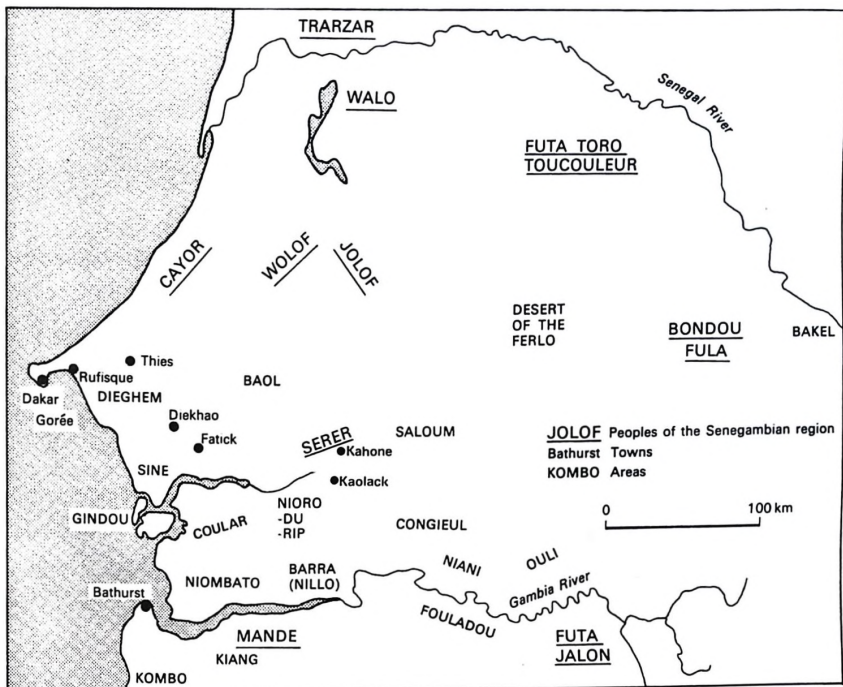 TRARZAR
WALO
Senegal River
FUTA TORO
TOUCOULEUR
CAYOR
WOLOF
JOLOF
DESERT
OF THE
FERLO
BONDOU
FULA
BAKEL
Thies
Rufisque
Dakar
Gorée
DIEGHEM
BAOL
Diekhao
Fatick
SERER
SALOUM
Kahone
Kaolack
SINE
GINDOU
COULAR
NIORO
-DU
-RIP
CONGIEUL
JOLOF Peoples of the Senegambian region
Bathurst Towns
KOMBO Areas
0 100 km
NIOMBATO
BARRA
(NILLO)
NIANI
OULI
Bathurst
Gambia River
FOULADOU
MANDE
KIANG
FUTA
JALON
KOMBO